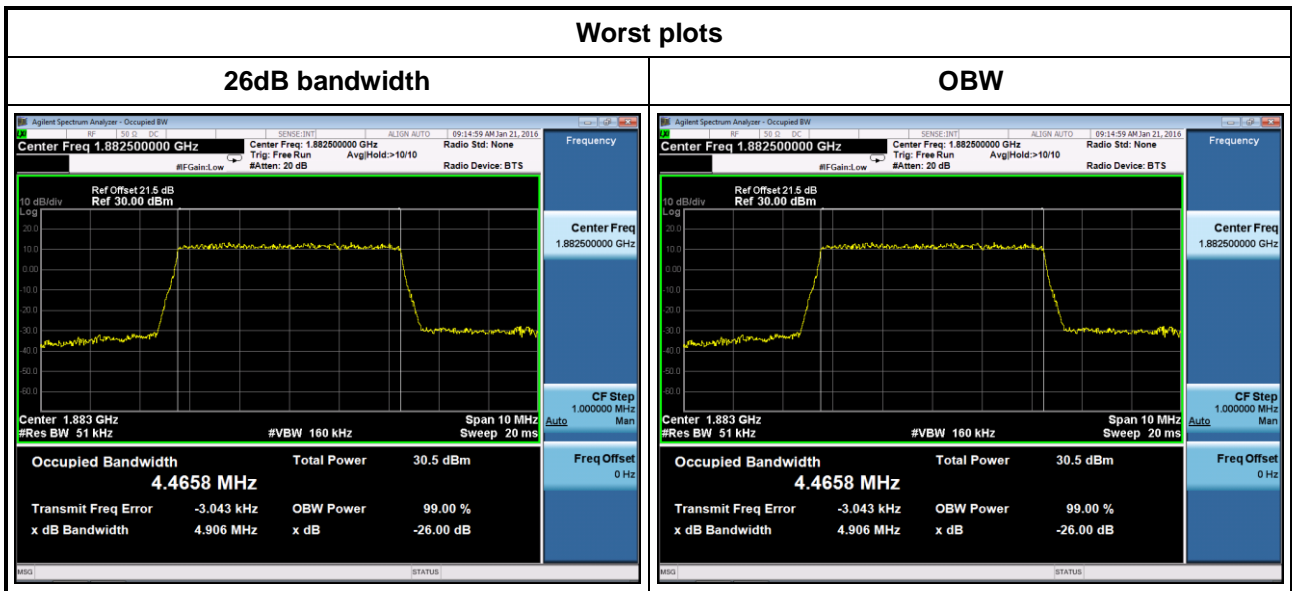 Worst plots
26dB bandwidth
OBW
Agilent Spectrum Analyzer - Occupied BW
RF 50 Ω DC SENSE:INT ALIGN AUTO 09:14:59 AM Jan 21, 2016
Center Freq 1.882500000 GHz
Center Freq: 1.882500000 GHz
Radio Std: None
Trig: Free Run Avg|Hold:>10/10
#IFGain:Low #Atten: 20 dB Radio Device: BTS
Ref Offset 21.5 dB
10 dB/div Ref 30.00 dBm
Log
20.0
10.0
0.00
-10.0
-20.0
-30.0
-40.0
-50.0
-60.0
Center 1.883 GHz Span 10 MHz
#Res BW 51 kHz #VBW 160 kHz Sweep 20 ms
Occupied Bandwidth Total Power 30.5 dBm
4.4658 MHz
Transmit Freq Error -3.043 kHz OBW Power 99.00 %
x dB Bandwidth 4.906 MHz x dB -26.00 dB
MSG STATUS
Frequency
Center Freq
1.882500000 GHz
CF Step
1.000000 MHz
Auto Man
Freq Offset
0 Hz
Agilent Spectrum Analyzer - Occupied BW
RF 50 Ω DC SENSE:INT ALIGN AUTO 09:14:59 AM Jan 21, 2016
Center Freq 1.882500000 GHz
Center Freq: 1.882500000 GHz
Radio Std: None
Trig: Free Run Avg|Hold:>10/10
#IFGain:Low #Atten: 20 dB Radio Device: BTS
Ref Offset 21.5 dB
10 dB/div Ref 30.00 dBm
Log
20.0
10.0
0.00
-10.0
-20.0
-30.0
-40.0
-50.0
-60.0
Center 1.883 GHz Span 10 MHz
#Res BW 51 kHz #VBW 160 kHz Sweep 20 ms
Occupied Bandwidth Total Power 30.5 dBm
4.4658 MHz
Transmit Freq Error -3.043 kHz OBW Power 99.00 %
x dB Bandwidth 4.906 MHz x dB -26.00 dB
MSG STATUS
Frequency
Center Freq
1.882500000 GHz
CF Step
1.000000 MHz
Auto Man
Freq Offset
0 Hz